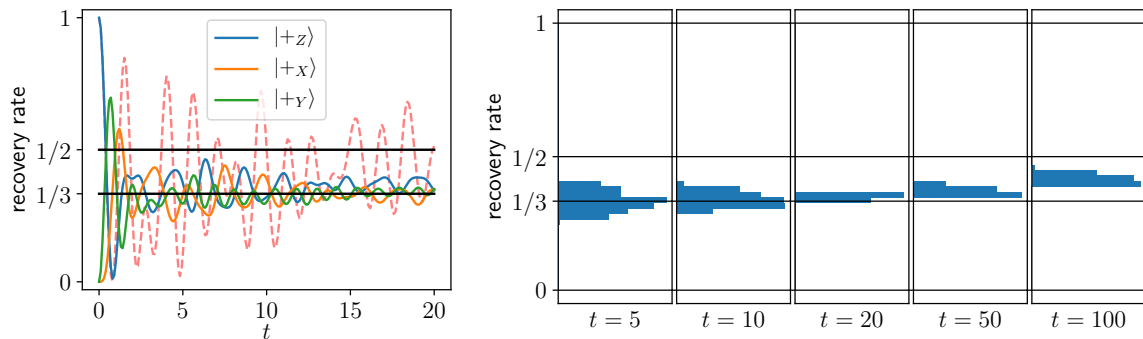 recovery rate
1
1/2
1/3
0
|+_Z⟩
|+_X⟩
|+_Y⟩
0 5 10 15 20
t
recovery rate
1
1/2
1/3
0
t = 5 t = 10 t = 20 t = 50 t = 100